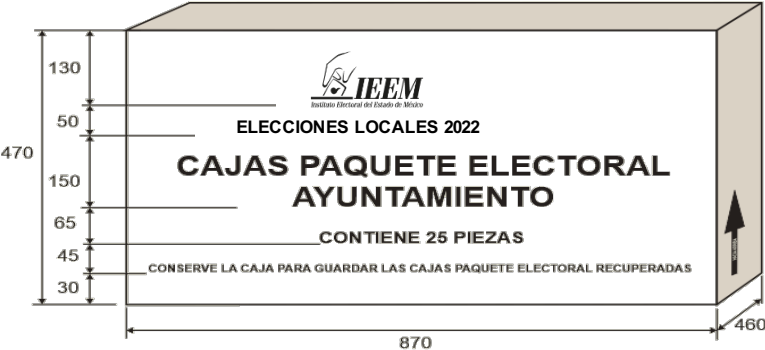 IEEM
Instituto Electoral del Estado de México
ELECCIONES LOCALES 2022
CAJAS PAQUETE ELECTORAL
AYUNTAMIENTO
CONTIENE 25 PIEZAS
CONSERVE LA CAJA PARA GUARDAR LAS CAJAS PAQUETE ELECTORAL RECUPERADAS
130
50
470
150
65
45
30
870
460